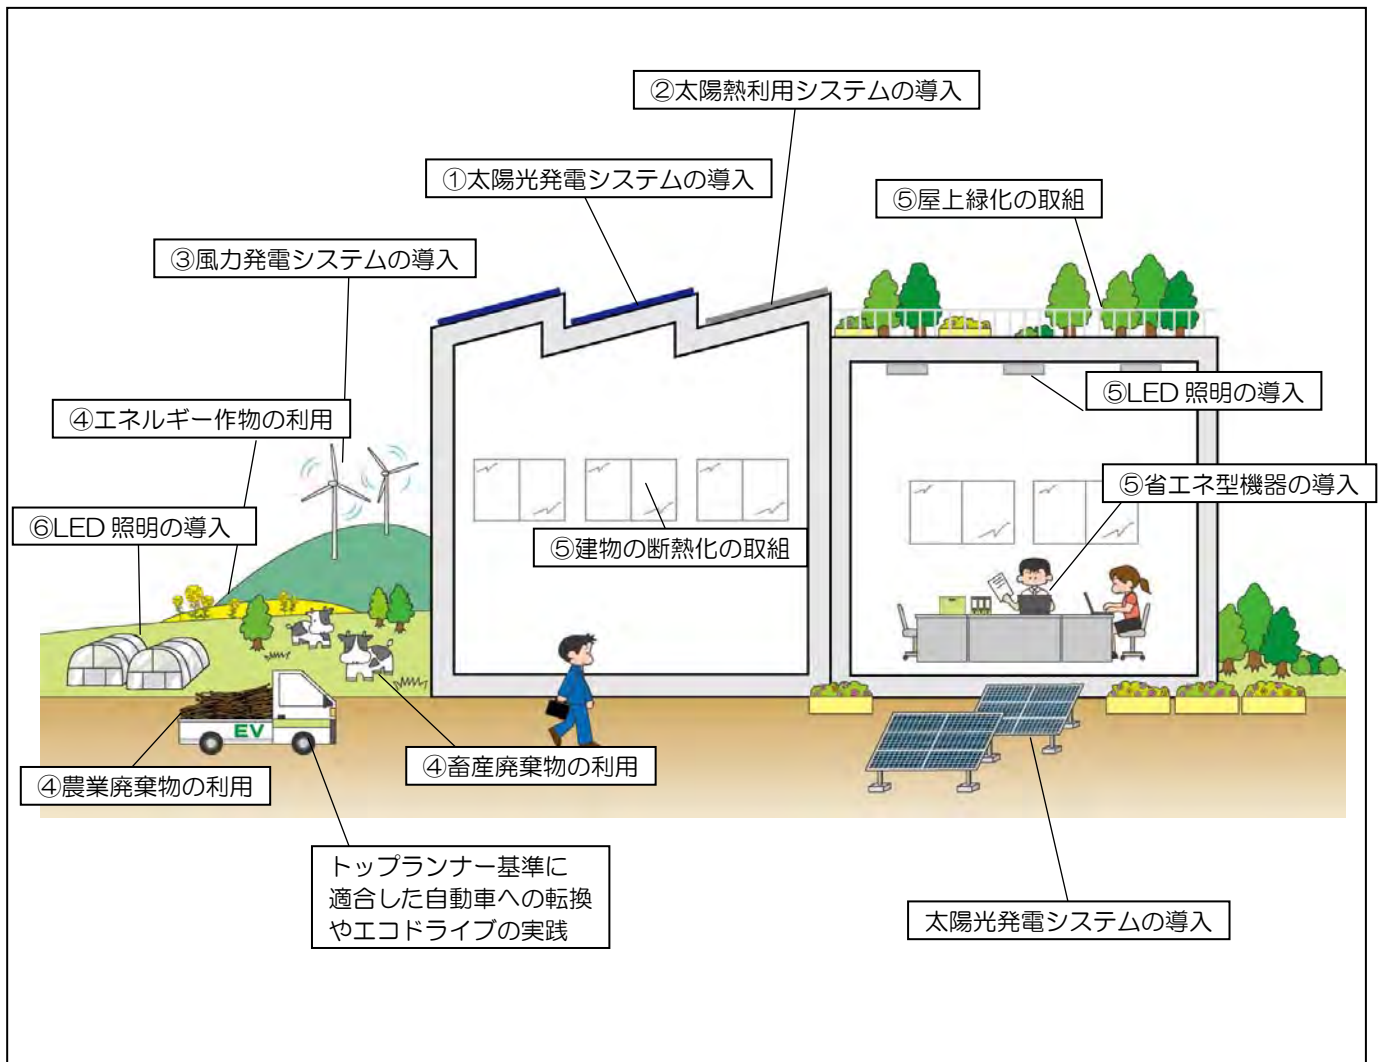 ②太陽熱利用システムの導入
①太陽光発電システムの導入
⑤屋上緑化の取組
③風力発電システムの導入
⑤LED 照明の導入
④エネルギー作物の利用
⑤省エネ型機器の導入
⑥LED 照明の導入
⑤建物の断熱化の取組
EV
④畜産廃棄物の利用
④農業廃棄物の利用
トップランナー基準に
適合した自動車への転換
やエコドライブの実践
太陽光発電システムの導入